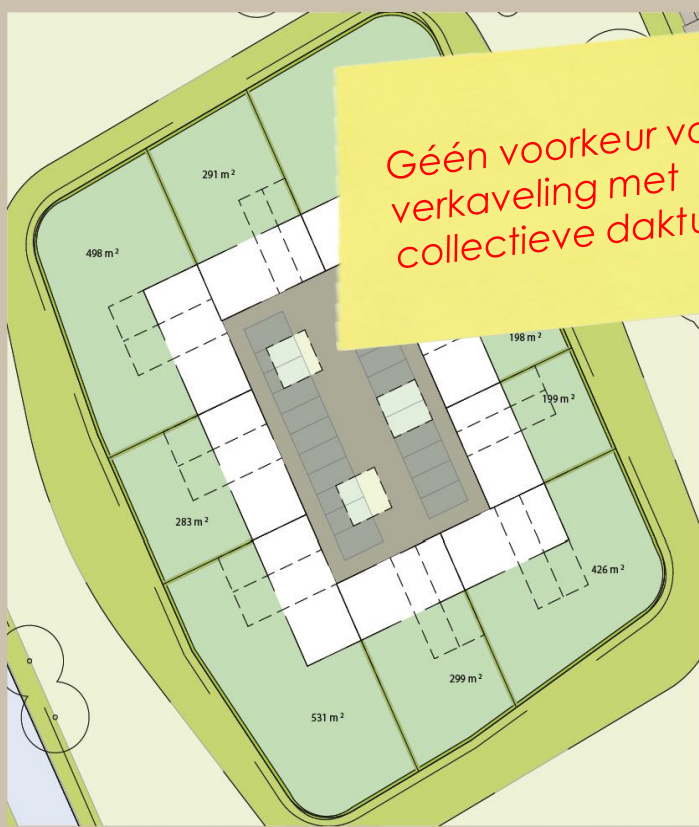 Géén voorkeur vo
verkaveling met
collectieve daktu
291 m²
498 m²
198 m²
199 m²
283 m²
426 m²
299 m²
531 m²